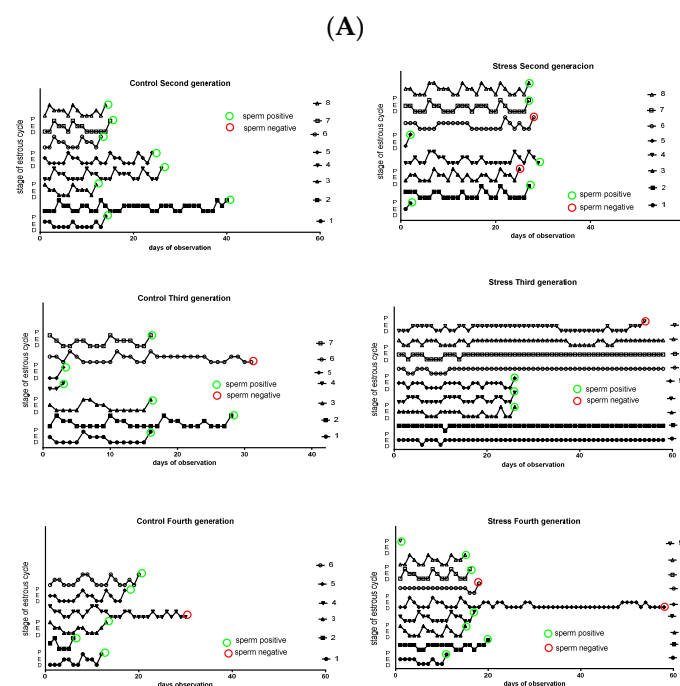 (A)
Control Second generation
stage of estrous cycle
P E D
P E D
P E D
P E D
sperm positive
sperm negative
8
7
6
5
4
3
2
1
0 20 40 60
days of observation
Stress Second generacion
stage of estrous cycle
P E D
P E D
P E D
P E D
sperm positive
sperm negative
8
7
6
5
4
3
2
1
0 20 40
days of observation
Control Third generation
stage of estrous cycle
P E D
P E D
P E D
P E D
sperm positive
sperm negative
7
6
5
4
3
2
1
0 10 20 30 40
days of observation
Stress Third generation
stage of estrous cycle
P E D
P E D
P E D
P E D
P E D
sperm positive
sperm negative
0 20 40 60
days of observation
Control Fourth generation
stage of estrous cycle
P E D
P E D
P E D
sperm positive
sperm negative
6
5
4
3
2
1
0 20 40 60
days of observation
Stress Fourth generation
stage of estrous cycle
P E D
P E D
P E D
P E D
P E D
sperm positive
sperm negative
0 20 40 60
days of observation